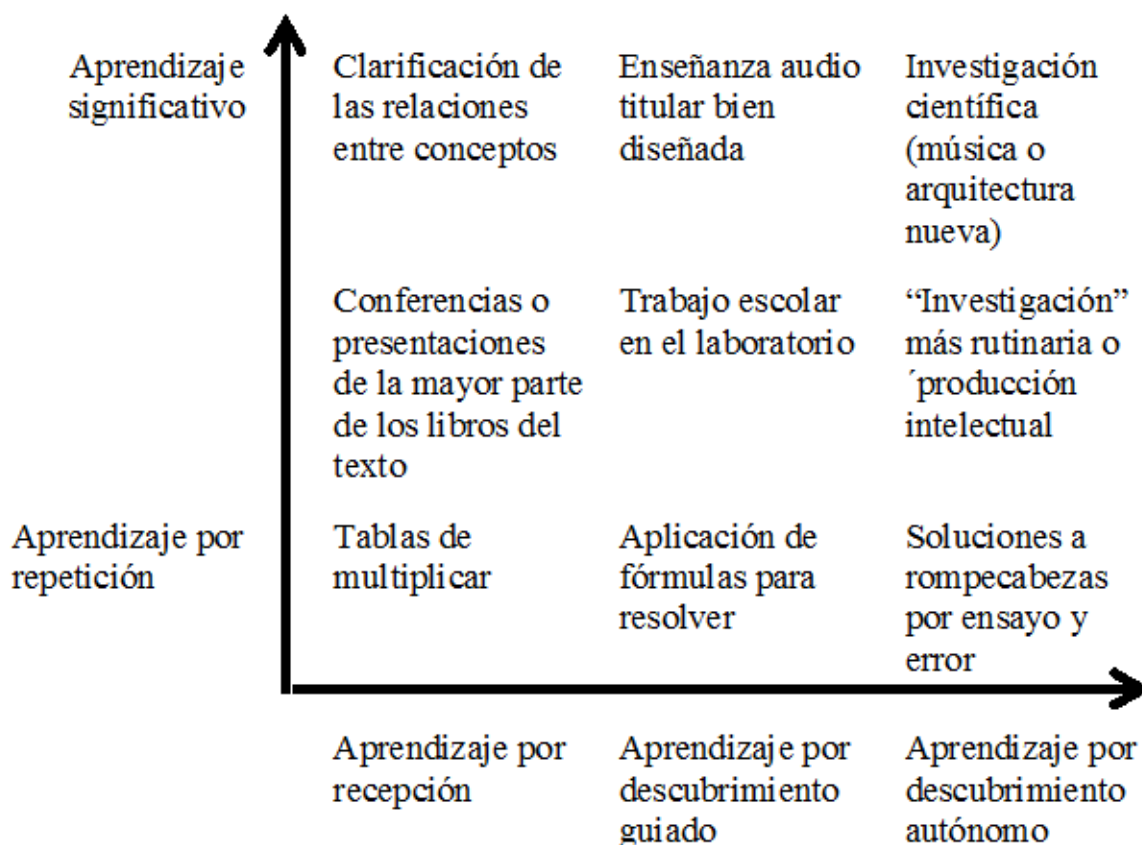 Aprendizaje
significativo
Clarificación de
las relaciones
entre conceptos
Enseñanza audio
titular bien
diseñada
Investigación
científica
(música o
arquitectura
nueva)
Conferencias o
presentaciones
de la mayor parte
de los libros del
texto
Trabajo escolar
en el laboratorio
“Investigación”
más rutinaria o
´producción
intelectual
Aprendizaje por
repetición
Tablas de
multiplicar
Aplicación de
fórmulas para
resolver
Soluciones a
rompecabezas
por ensayo y
error
Aprendizaje por
recepción
Aprendizaje por
descubrimiento
guiado
Aprendizaje por
descubrimiento
autónomo